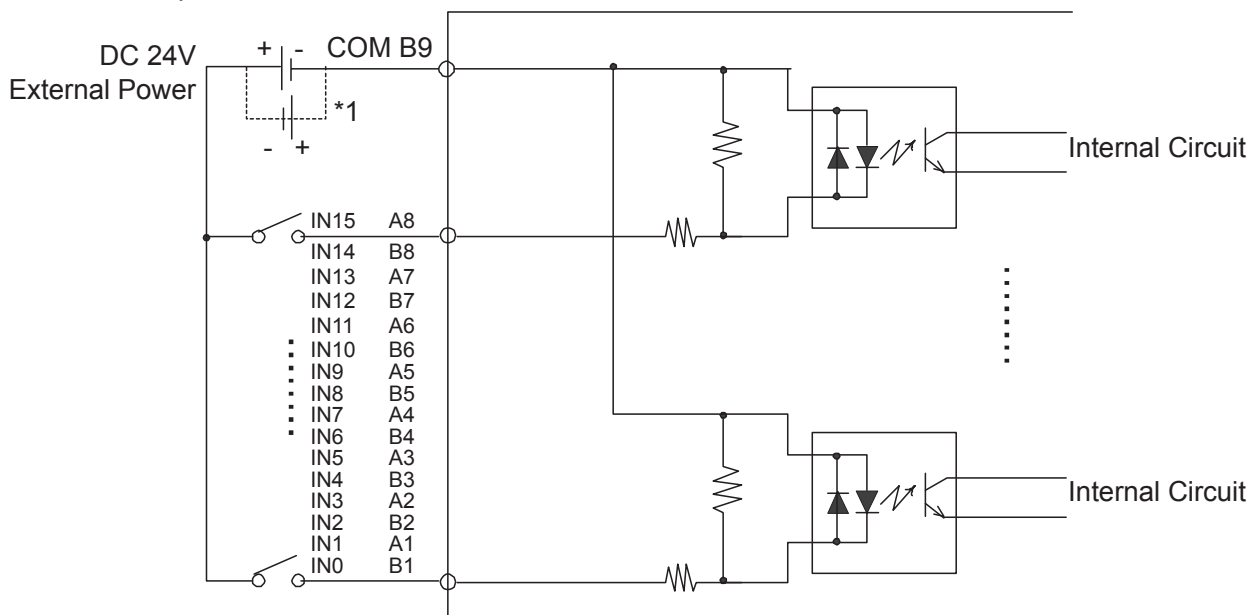 DC 24V
External Power
+ - COM B9
*1
- +
Internal Circuit
IN15 A8
IN14 B8
IN13 A7
IN12 B7
IN11 A6
IN10 B6
IN9 A5
IN8 B5
IN7 A4
IN6 B4
IN5 A3
IN4 B3
IN3 A2
IN2 B2
IN1 A1
IN0 B1
Internal Circuit